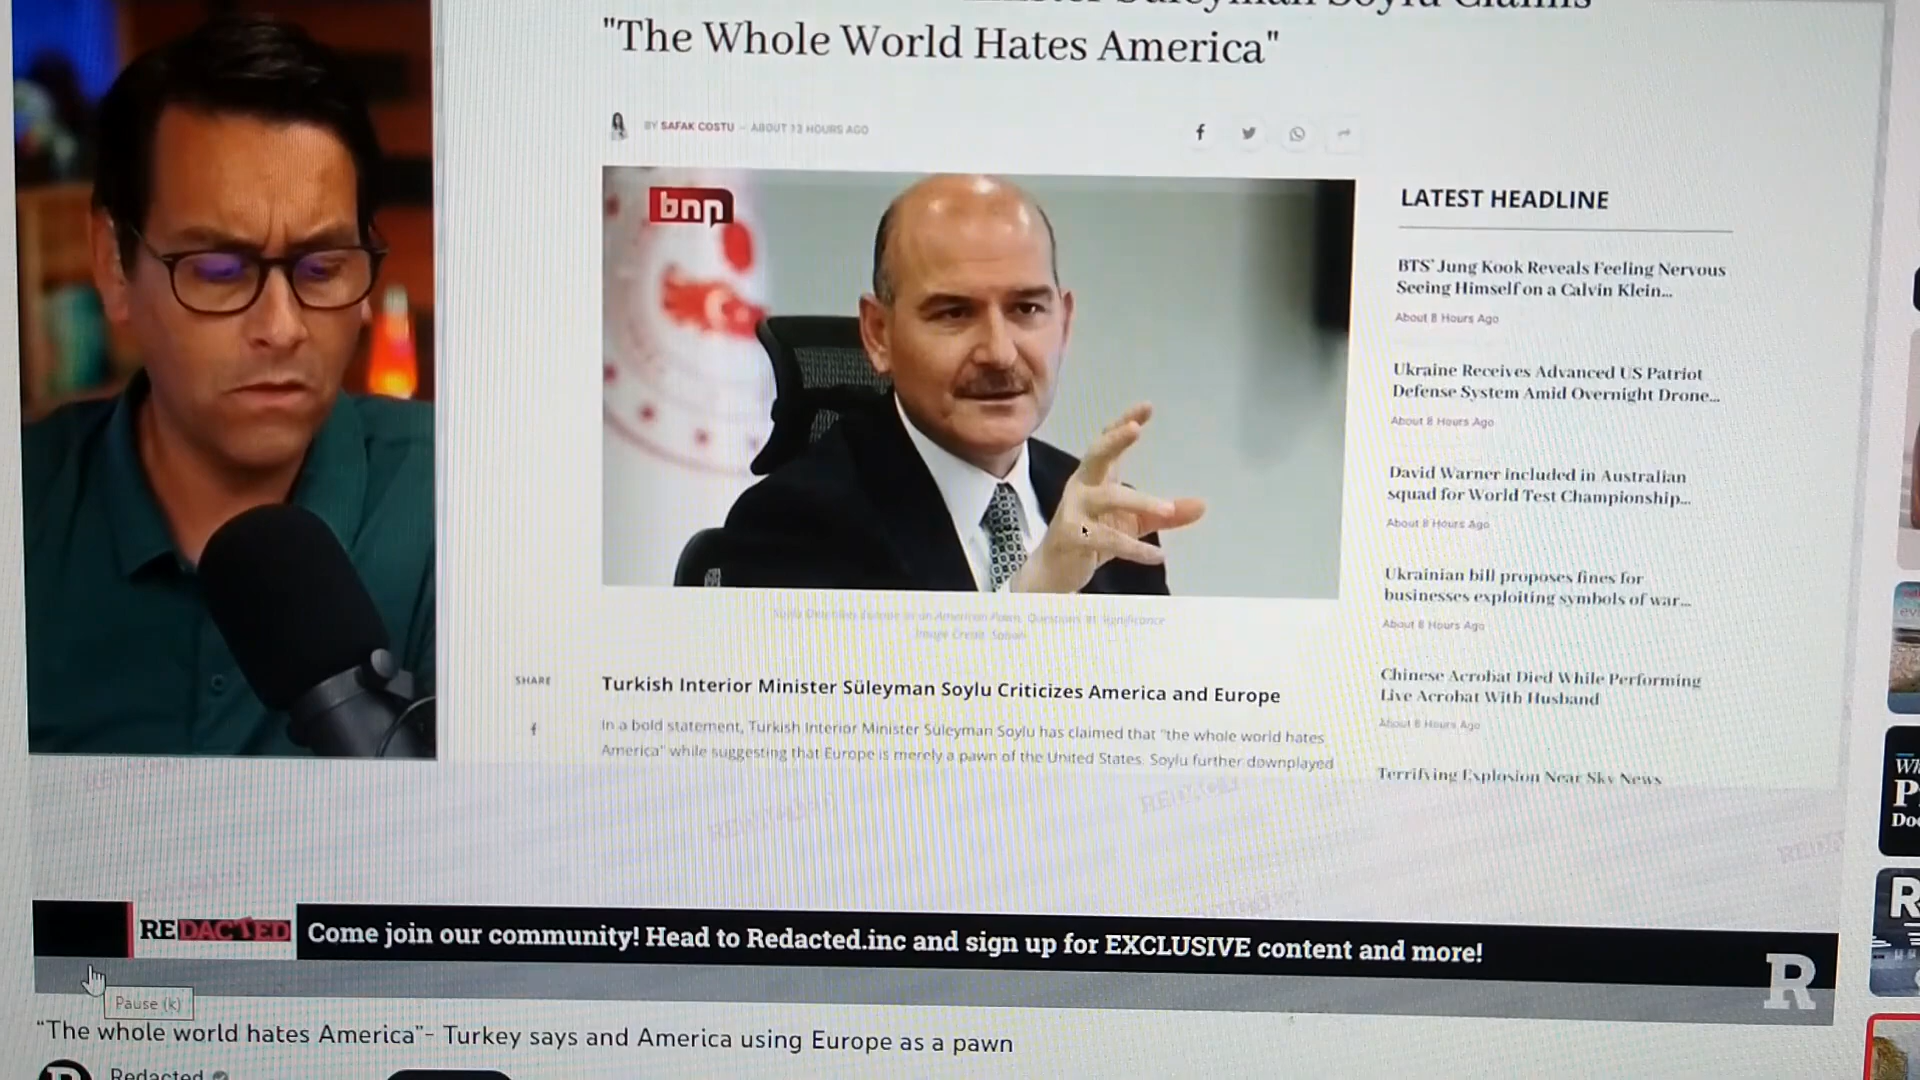 Claims
"The Whole World Hates America"
BY SAFAK COSTU – ABOUT 13 HOURS AGO
bnp
LATEST HEADLINE
BTS' Jung Kook Reveals Feeling Nervous
Seeing Himself on a Calvin Klein...
About 8 Hours Ago
Ukraine Receives Advanced US Patriot
Defense System Amid Overnight Drone...
About 8 Hours Ago
David Warner included in Australian
squad for World Test Championship...
About 8 Hours Ago
Ukrainian bill proposes fines for
businesses exploiting symbols of war...
About 8 Hours Ago
Chinese Acrobat Died While Performing
Live Acrobat With Husband
About 8 Hours Ago
Terrifying Explosion Near Sky News
SHARE
Turkish Interior Minister Süleyman Soylu Criticizes America and Europe
In a bold statement, Turkish Interior Minister Süleyman Soylu has claimed that "the whole world hates
America" while suggesting that Europe is merely a pawn of the United States. Soylu further downplayed
REDACTED
Come join our community! Head to Redacted.inc and sign up for EXCLUSIVE content and more!
R
Pause (k)
"The whole world hates America"- Turkey says and America using Europe as a pawn
Redacted